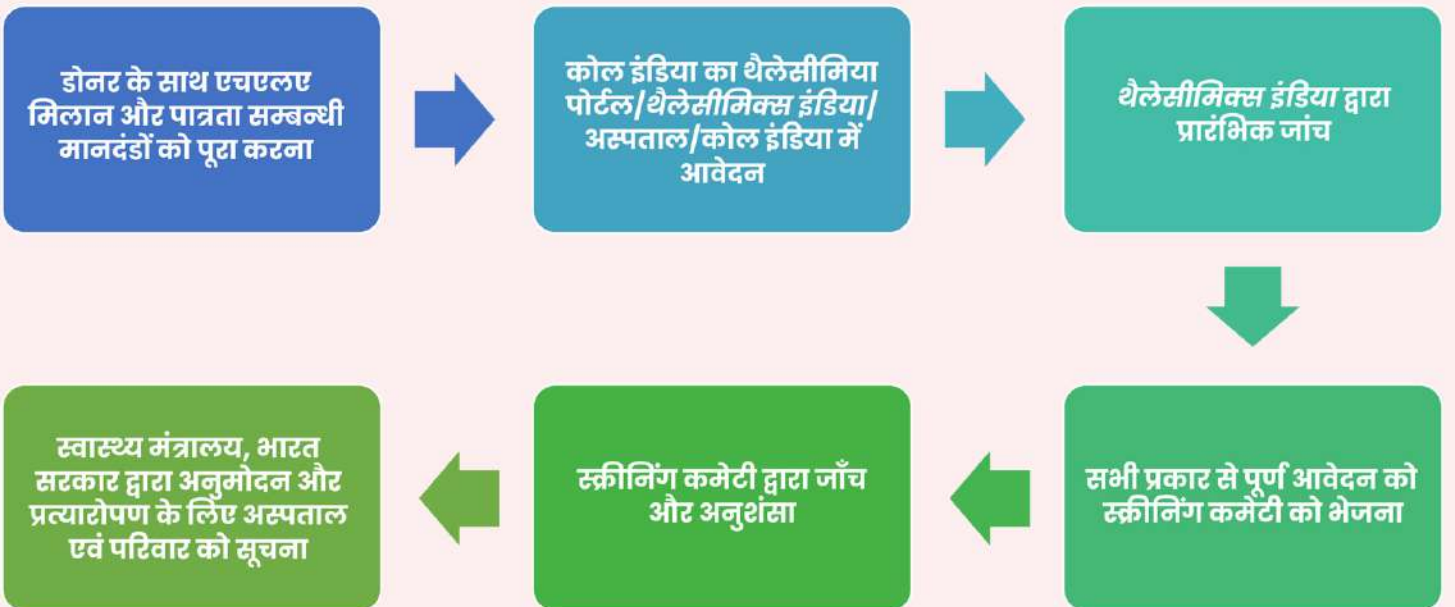 डोनर के साथ एचएलए
मिलान और पात्रता सम्बन्धी
मानदंडों को पूरा करना
कोल इंडिया का थैलेसीमिया
पोर्टल/थैलेसीमिक्स इंडिया/
अस्पताल/कोल इंडिया में
आवेदन
थैलेसीमिक्स इंडिया द्वारा
प्रारंभिक जांच
सभी प्रकार से पूर्ण आवेदन को
स्क्रीनिंग कमेटी को भेजना
स्क्रीनिंग कमेटी द्वारा जाँच
और अनुशंसा
स्वास्थ्य मंत्रालय, भारत
सरकार द्वारा अनुमोदन और
प्रत्यारोपण के लिए अस्पताल
एवं परिवार को सूचना